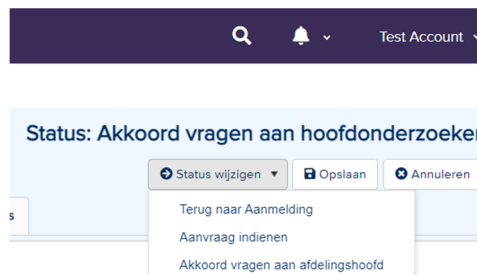 Test Account
Status: Akkoord vragen aan hoofdonderzoeke
Status wijzigen Opslaan Annuleren
s
Terug naar Aanmelding
Aanvraag indienen
Akkoord vragen aan afdelingshoofd